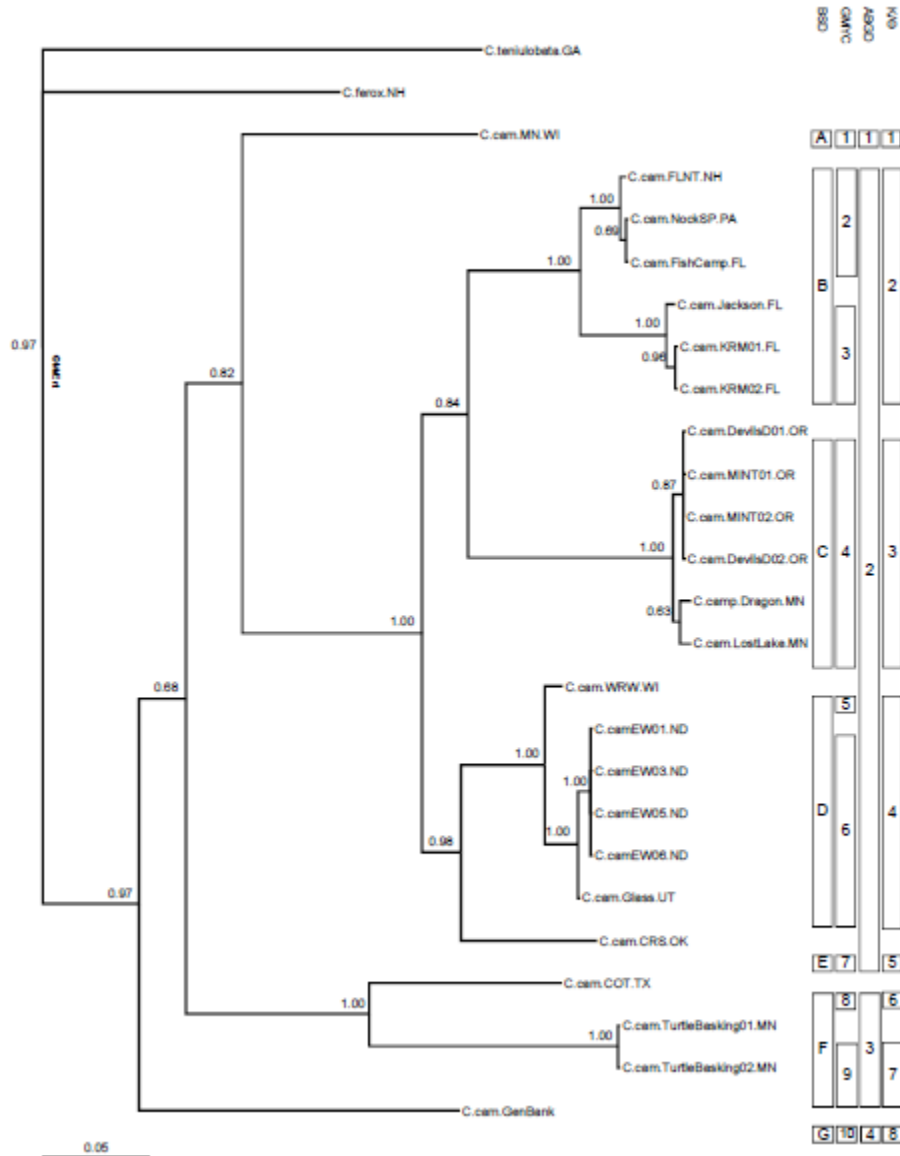 BSD
GMYC
ABGD
K/θ
C.teniulobata.GA
C.ferox.NH
C.cam.MN.WI
A 1 1 1
C.cam.FLNT.NH
1.00
C.cam.NockSP.PA
2
0.69
C.cam.FishCamp.FL
1.00
B
2
C.cam.Jackson.FL
1.00
0.97
C.cam.KRM01.FL
3
0.96
0.82
C.cam.KRM02.FL
0.84
C.cam.DevilsD01.OR
C.cam.MINT01.OR
0.87
C.cam.MINT02.OR
1.00
C 4 3
C.cam.DevilsD02.OR
2
C.camp.Dragon.MN
0.63
1.00
C.cam.LostLake.MN
0.68
C.cam.WRW.WI
5
C.camEW01.ND
1.00
C.camEW03.ND
1.00
C.camEW05.ND
D 4
6
1.00
0.98
C.camEW06.ND
0.97
C.cam.Glass.UT
C.cam.CRS.OK
E 7 5
C.cam.COT.TX
1.00
8 6
C.cam.TurtleBasking01.MN
1.00
F 3
C.cam.TurtleBasking02.MN
9 7
C.cam.GenBank
G 10 4 8
0.05